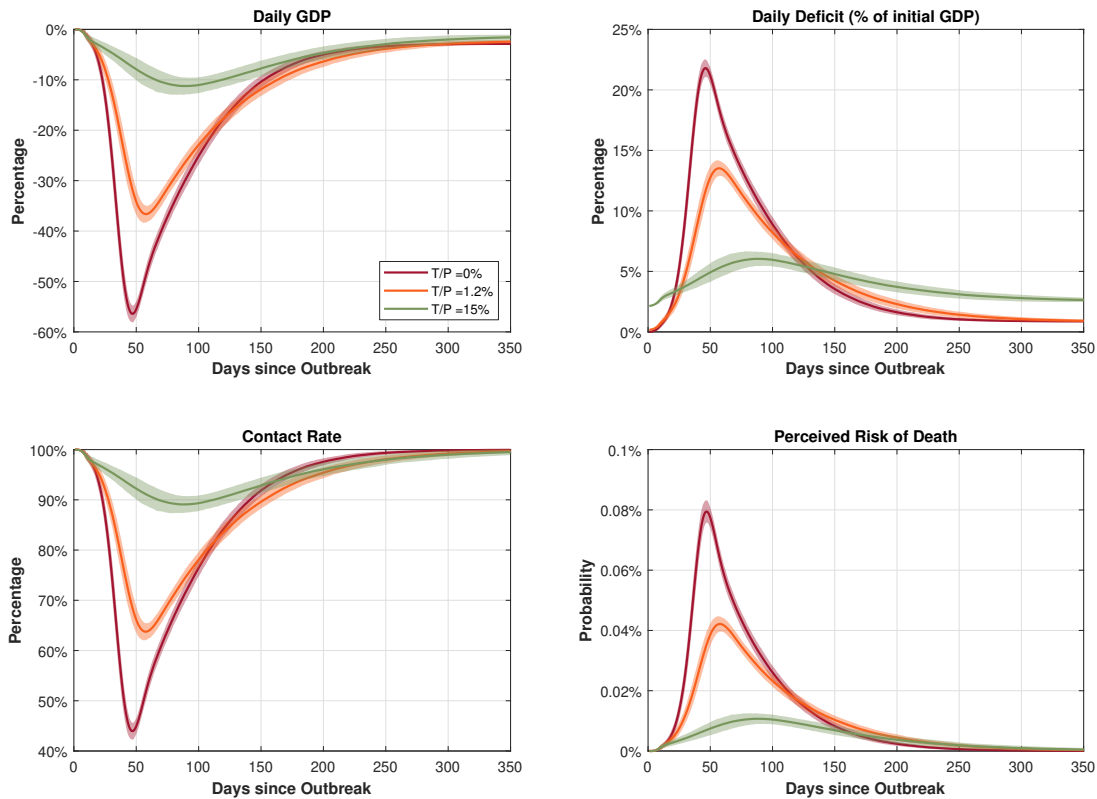 Daily GDP
0%
-10%
-20%
-30%
-40%
-50%
-60%
Percentage
0 50 100 150 200 250 300 350
Days since Outbreak
T/P =0%
T/P =1.2%
T/P =15%
Daily Deficit (% of initial GDP)
25%
20%
15%
10%
5%
0%
Percentage
0 50 100 150 200 250 300 350
Days since Outbreak
Contact Rate
100%
90%
80%
70%
60%
50%
40%
Percentage
0 50 100 150 200 250 300 350
Days since Outbreak
Perceived Risk of Death
0.1%
0.08%
0.06%
0.04%
0.02%
0%
Probability
0 50 100 150 200 250 300 350
Days since Outbreak